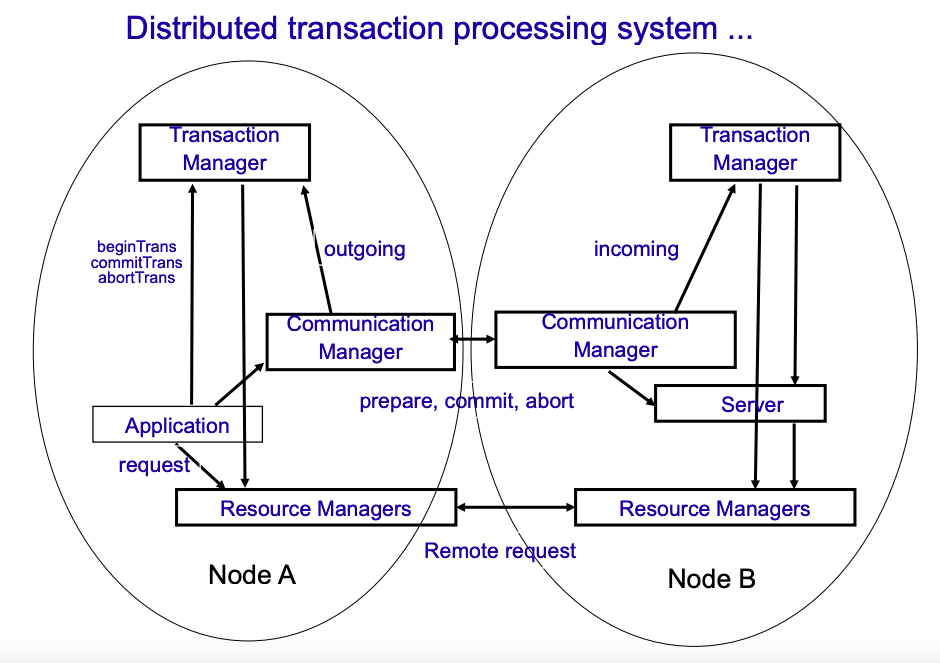 Distributed transaction processing system ...
Transaction
Manager
Transaction
Manager
beginTrans
commitTrans
abortTrans
outgoing
incoming
Communication
Manager
Communication
Manager
prepare, commit, abort
Application
Server
request
Resource Managers
Resource Managers
Remote request
Node A
Node B